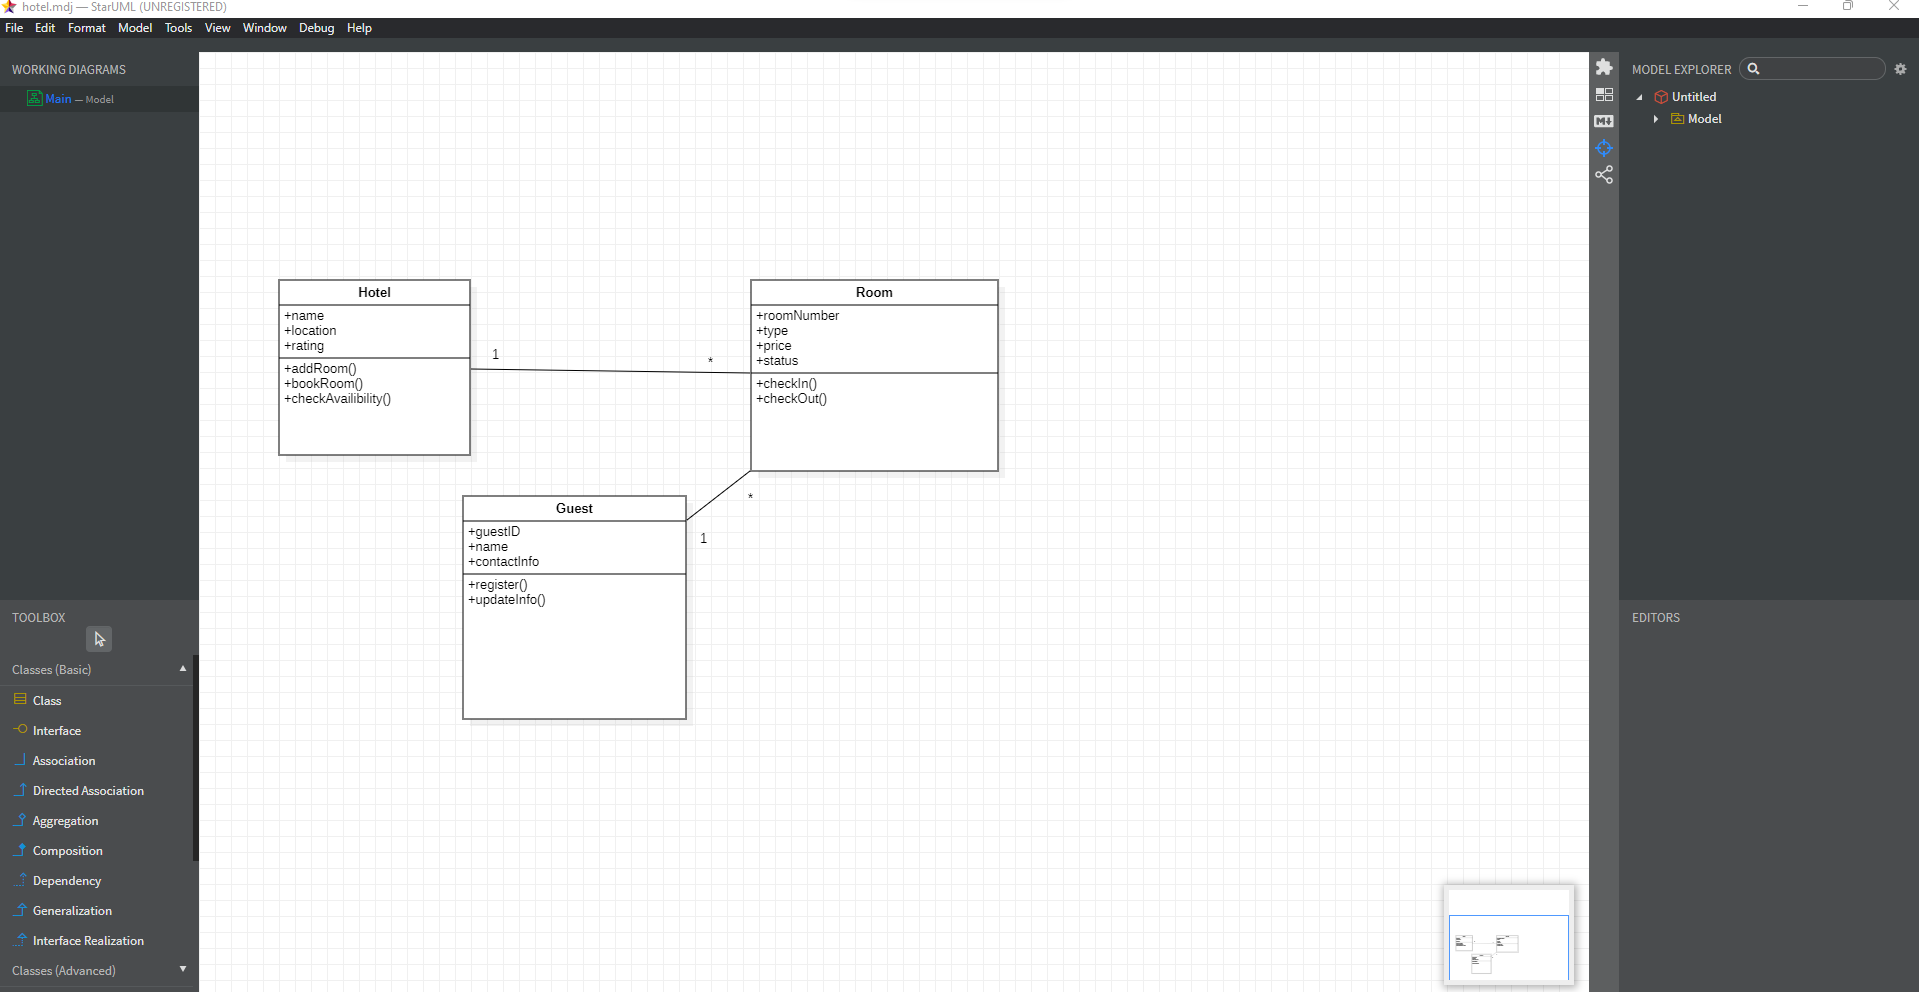 hotel.mdj — StarUML (UNREGISTERED)
File Edit Format Model Tools View Window Debug Help
WORKING DIAGRAMS
Main — Model
TOOLBOX
Classes (Basic)
Class
Interface
Association
Directed Association
Aggregation
Composition
Dependency
Generalization
Interface Realization
Classes (Advanced)
Hotel
+name
+location
+rating
+addRoom()
+bookRoom()
+checkAvailibility()
1
*
Room
+roomNumber
+type
+price
+status
+checkIn()
+checkOut()
*
1
Guest
+guestID
+name
+contactInfo
+register()
+updateInfo()
M
MODEL EXPLORER
Untitled
Model
EDITORS